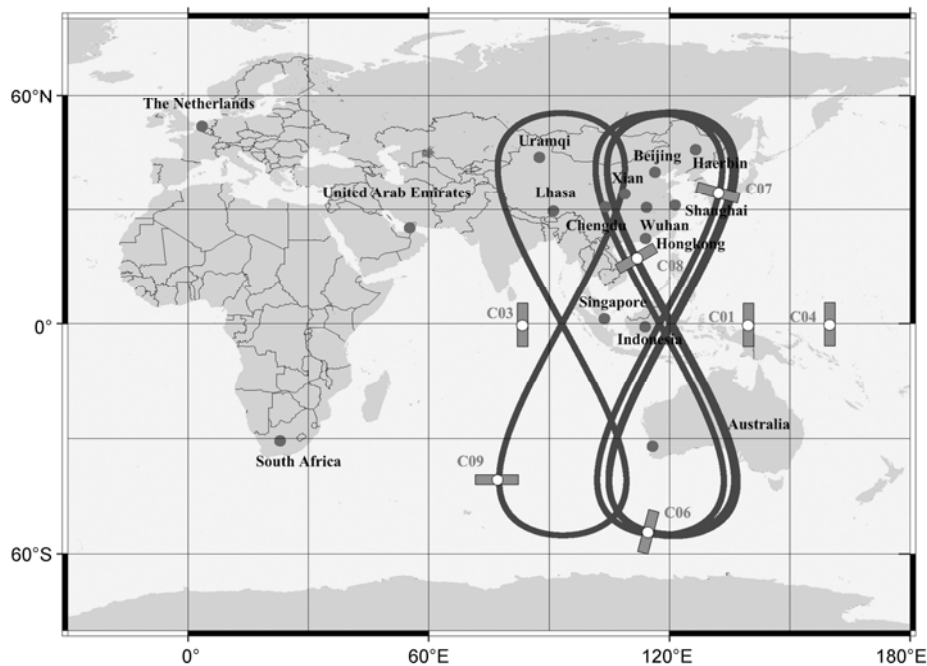 60°N
The Netherlands
Uramqi
Beijing
Haerbin
Xian
C07
United Arab Emirates
Lhasa
Shanghai
Chengdu
Wuhan
Hongkong
C08
Singapore
C03
C01
C04
0°
Indonesia
Australia
South Africa
C09
C06
60°S
0°
60°E
120°E
180°E